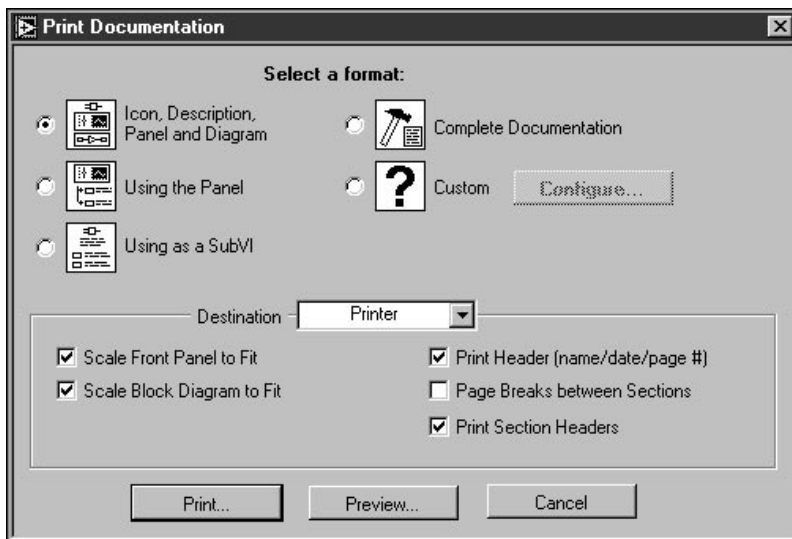 Print Documentation
Select a format:
Icon, Description,
Panel and Diagram
Complete Documentation
Using the Panel
Custom
Configure...
Using as a SubVI
Destination
Printer
Scale Front Panel to Fit
Print Header (name/date/page #)
Scale Block Diagram to Fit
Page Breaks between Sections
Print Section Headers
Print...
Preview...
Cancel